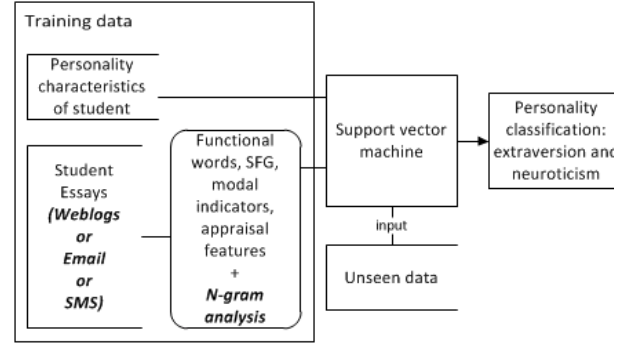 Training data
Personality
characteristics
of student
Student
Essays
(Weblogs
or
Email
or
SMS)
Functional
words, SFG,
modal
indicators,
appraisal
features
+
N-gram
analysis
Support vector
machine
input
Unseen data
Personality
classification:
extraversion and
neuroticism